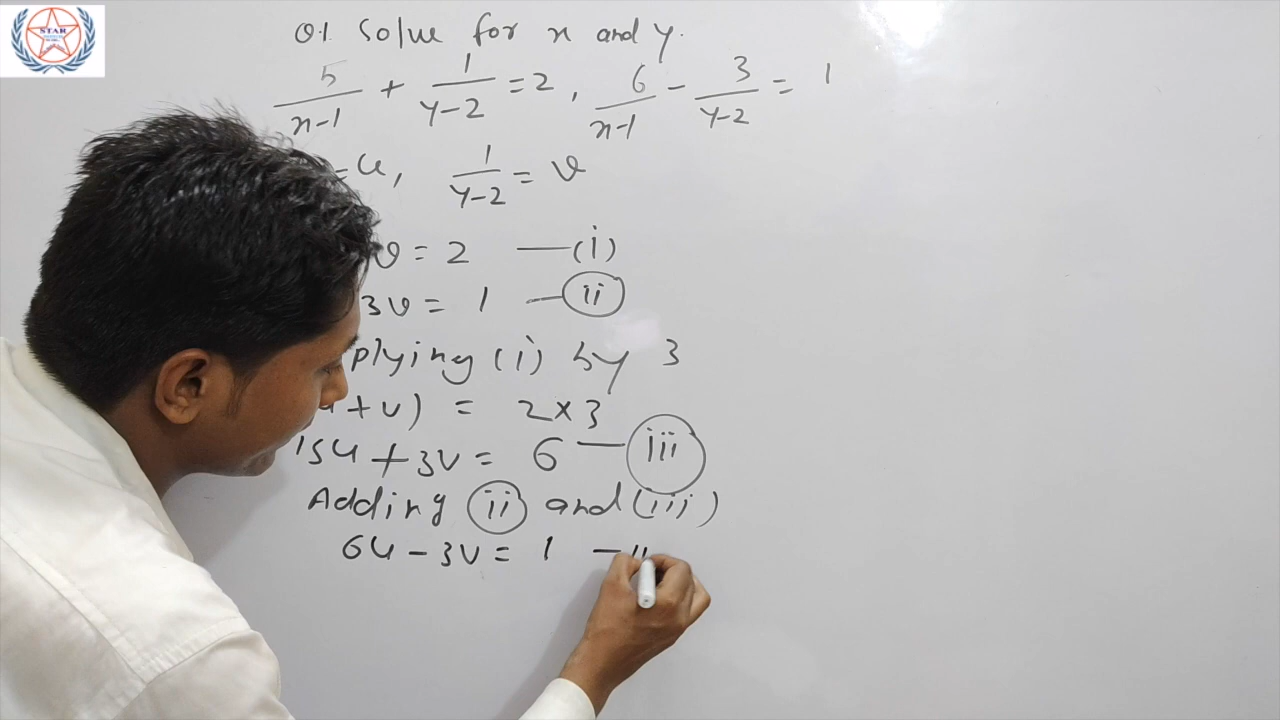 STAR
Q.1 Solve for x and y.
5/(x-1) + 1/(y-2) = 2, 6/(x-1) - 3/(y-2) = 1
= u, 1/(y-2) = v
v = 2 —(i)
3v = 1 — ii
plying (i) by 3
+v) = 2×3
15u + 3v = 6 — iii
Adding ii and (iii)
6u - 3v = 1 — ii